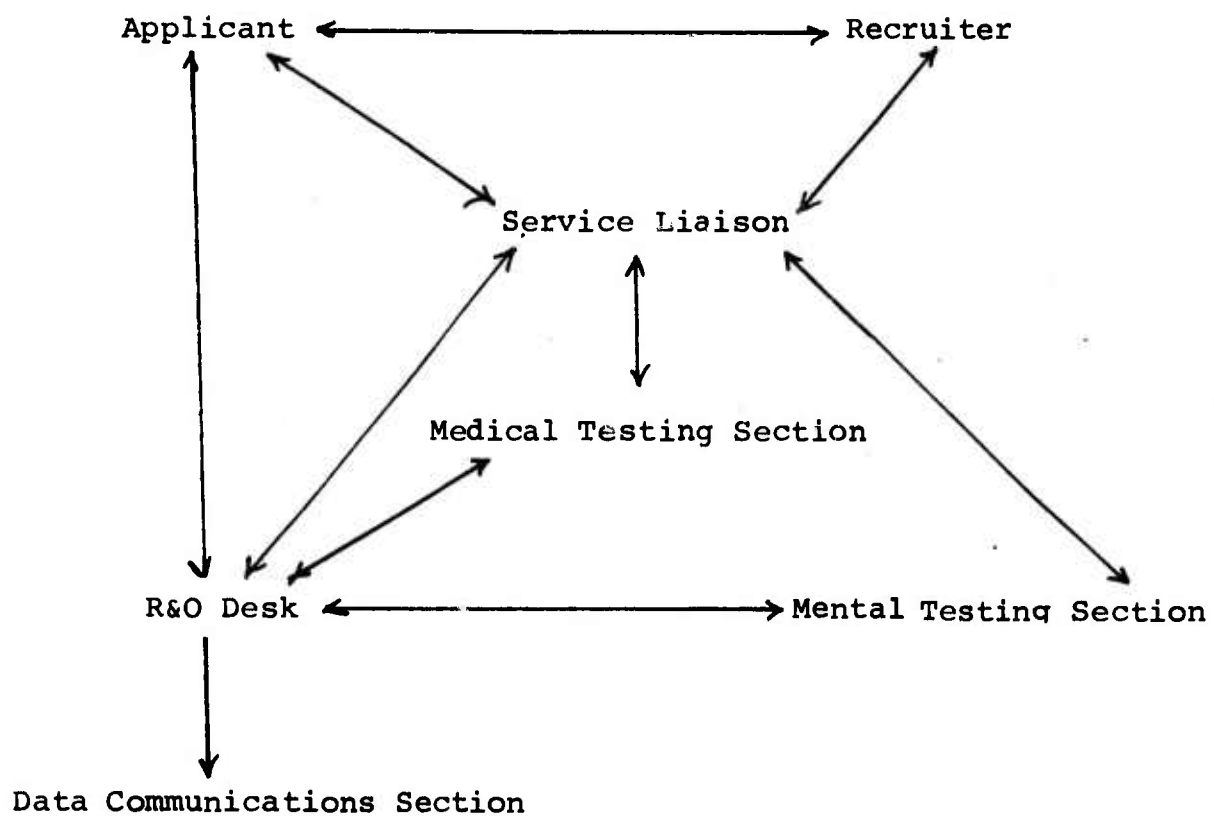 Applicant
Recruiter
Service Liaison
Medical Testing Section
R&O Desk
Mental Testing Section
Data Communications Section